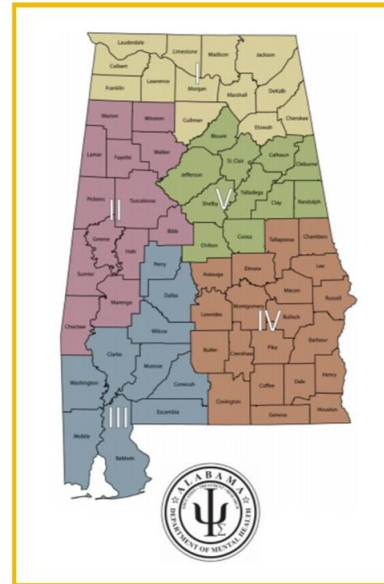 Lauderdale
Limestone
Madison
Jackson
Colbert
Lawrence
Morgan
Franklin
Marshall
DeKalb
Cullman
Etowah
Cherokee
I
Marion
Winston
Lamar
Fayette
Walker
Pickens
Tuscaloosa
Greene
Hale
Bibb
Sumter
Marengo
Choctaw
II
Blount
St. Clair
Calhoun
Cleburne
Jefferson
Shelby
Talladega
Clay
Randolph
Chilton
Coosa
V
Perry
Dallas
Wilcox
Clarke
Monroe
Conecuh
Washington
Escambia
Mobile
Baldwin
III
Tallapoosa
Chambers
Autauga
Elmore
Lee
Macon
Russell
Lowndes
Montgomery
Bullock
Butler
Crenshaw
Pike
Barbour
Henry
Coffee
Dale
Covington
Geneva
Houston
IV
ALABAMA
DEPARTMENT OF MENTAL HEALTH